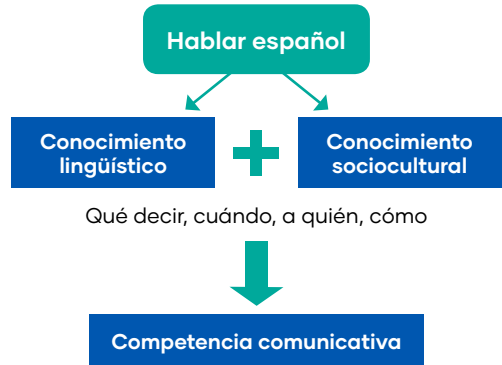 Hablar español
Conocimiento
lingüístico
Conocimiento
sociocultural
Qué decir, cuándo, a quién, cómo
Competencia comunicativa